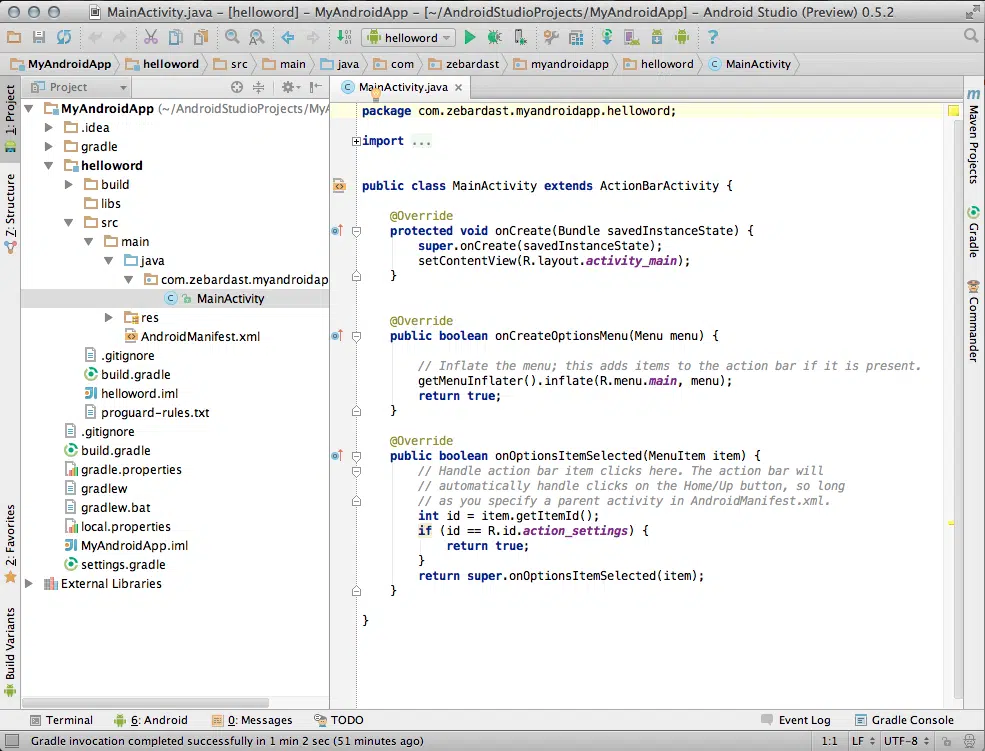 MainActivity.java - [helloword] - MyAndroidApp - [~/AndroidStudioProjects/MyAndroidApp] - Android Studio (Preview) 0.5.2
helloword
?
MyAndroidApp helloword src main java com zebardast myandroidapp helloword MainActivity
1: Project
Z: Structure
2: Favorites
Build Variants
Project
MyAndroidApp (~/AndroidStudioProjects/MyA
.idea
gradle
helloword
build
libs
src
main
java
com.zebardast.myandroidap
MainActivity
res
AndroidManifest.xml
.gitignore
build.gradle
helloword.iml
proguard-rules.txt
.gitignore
build.gradle
gradle.properties
gradlew
gradlew.bat
local.properties
MyAndroidApp.iml
settings.gradle
External Libraries
MainActivity.java
package com.zebardast.myandroidapp.helloword;
import ...
public class MainActivity extends ActionBarActivity {
@Override
protected void onCreate(Bundle savedInstanceState) {
super.onCreate(savedInstanceState);
setContentView(R.layout.activity_main);
}
@Override
public boolean onCreateOptionsMenu(Menu menu) {
// Inflate the menu; this adds items to the action bar if it is present.
getMenuInflater().inflate(R.menu.main, menu);
return true;
}
@Override
public boolean onOptionsItemSelected(MenuItem item) {
// Handle action bar item clicks here. The action bar will
// automatically handle clicks on the Home/Up button, so long
// as you specify a parent activity in AndroidManifest.xml.
int id = item.getItemId();
if (id == R.id.action_settings) {
return true;
}
return super.onOptionsItemSelected(item);
}
}
m
Maven Projects
Gradle
Commander
Terminal 6: Android 0: Messages TODO Event Log Gradle Console
Gradle invocation completed successfully in 1 min 2 sec (51 minutes ago) 1:1 LF UTF-8